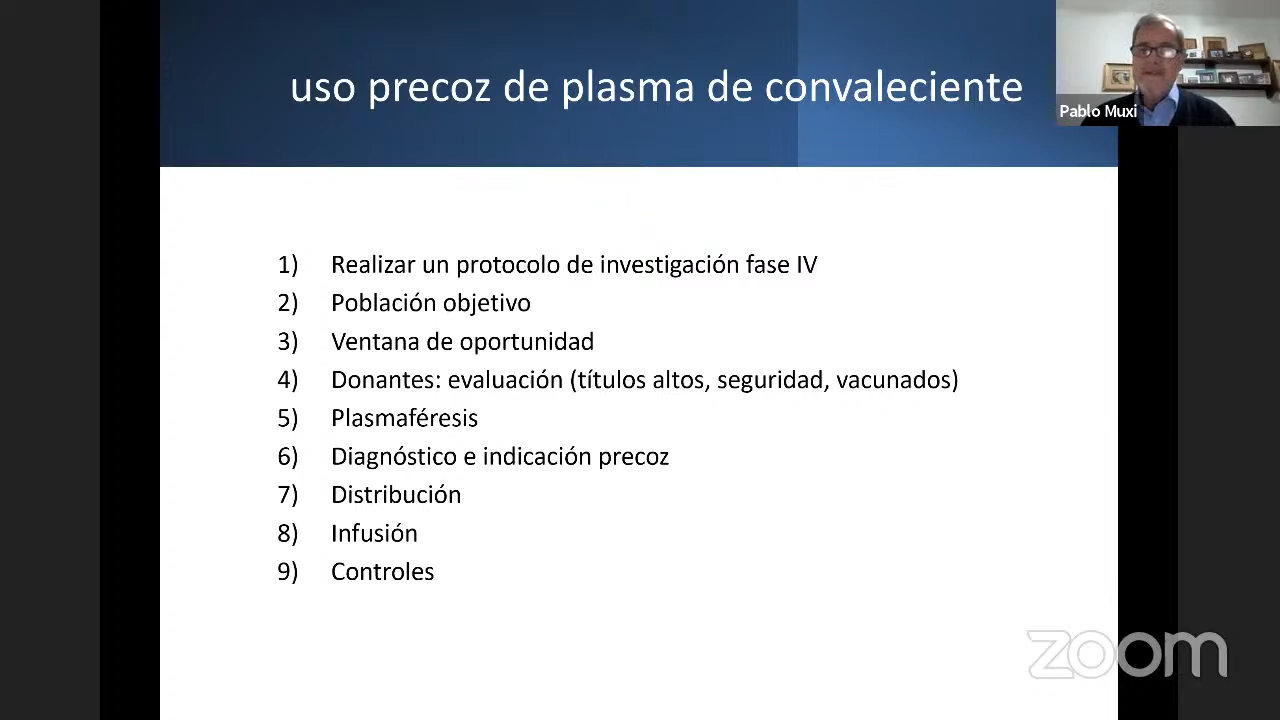 uso precoz de plasma de convaleciente
Pablo Muxi
1) Realizar un protocolo de investigación fase IV
2) Población objetivo
3) Ventana de oportunidad
4) Donantes: evaluación (títulos altos, seguridad, vacunados)
5) Plasmaféresis
6) Diagnóstico e indicación precoz
7) Distribución
8) Infusión
9) Controles
zoom